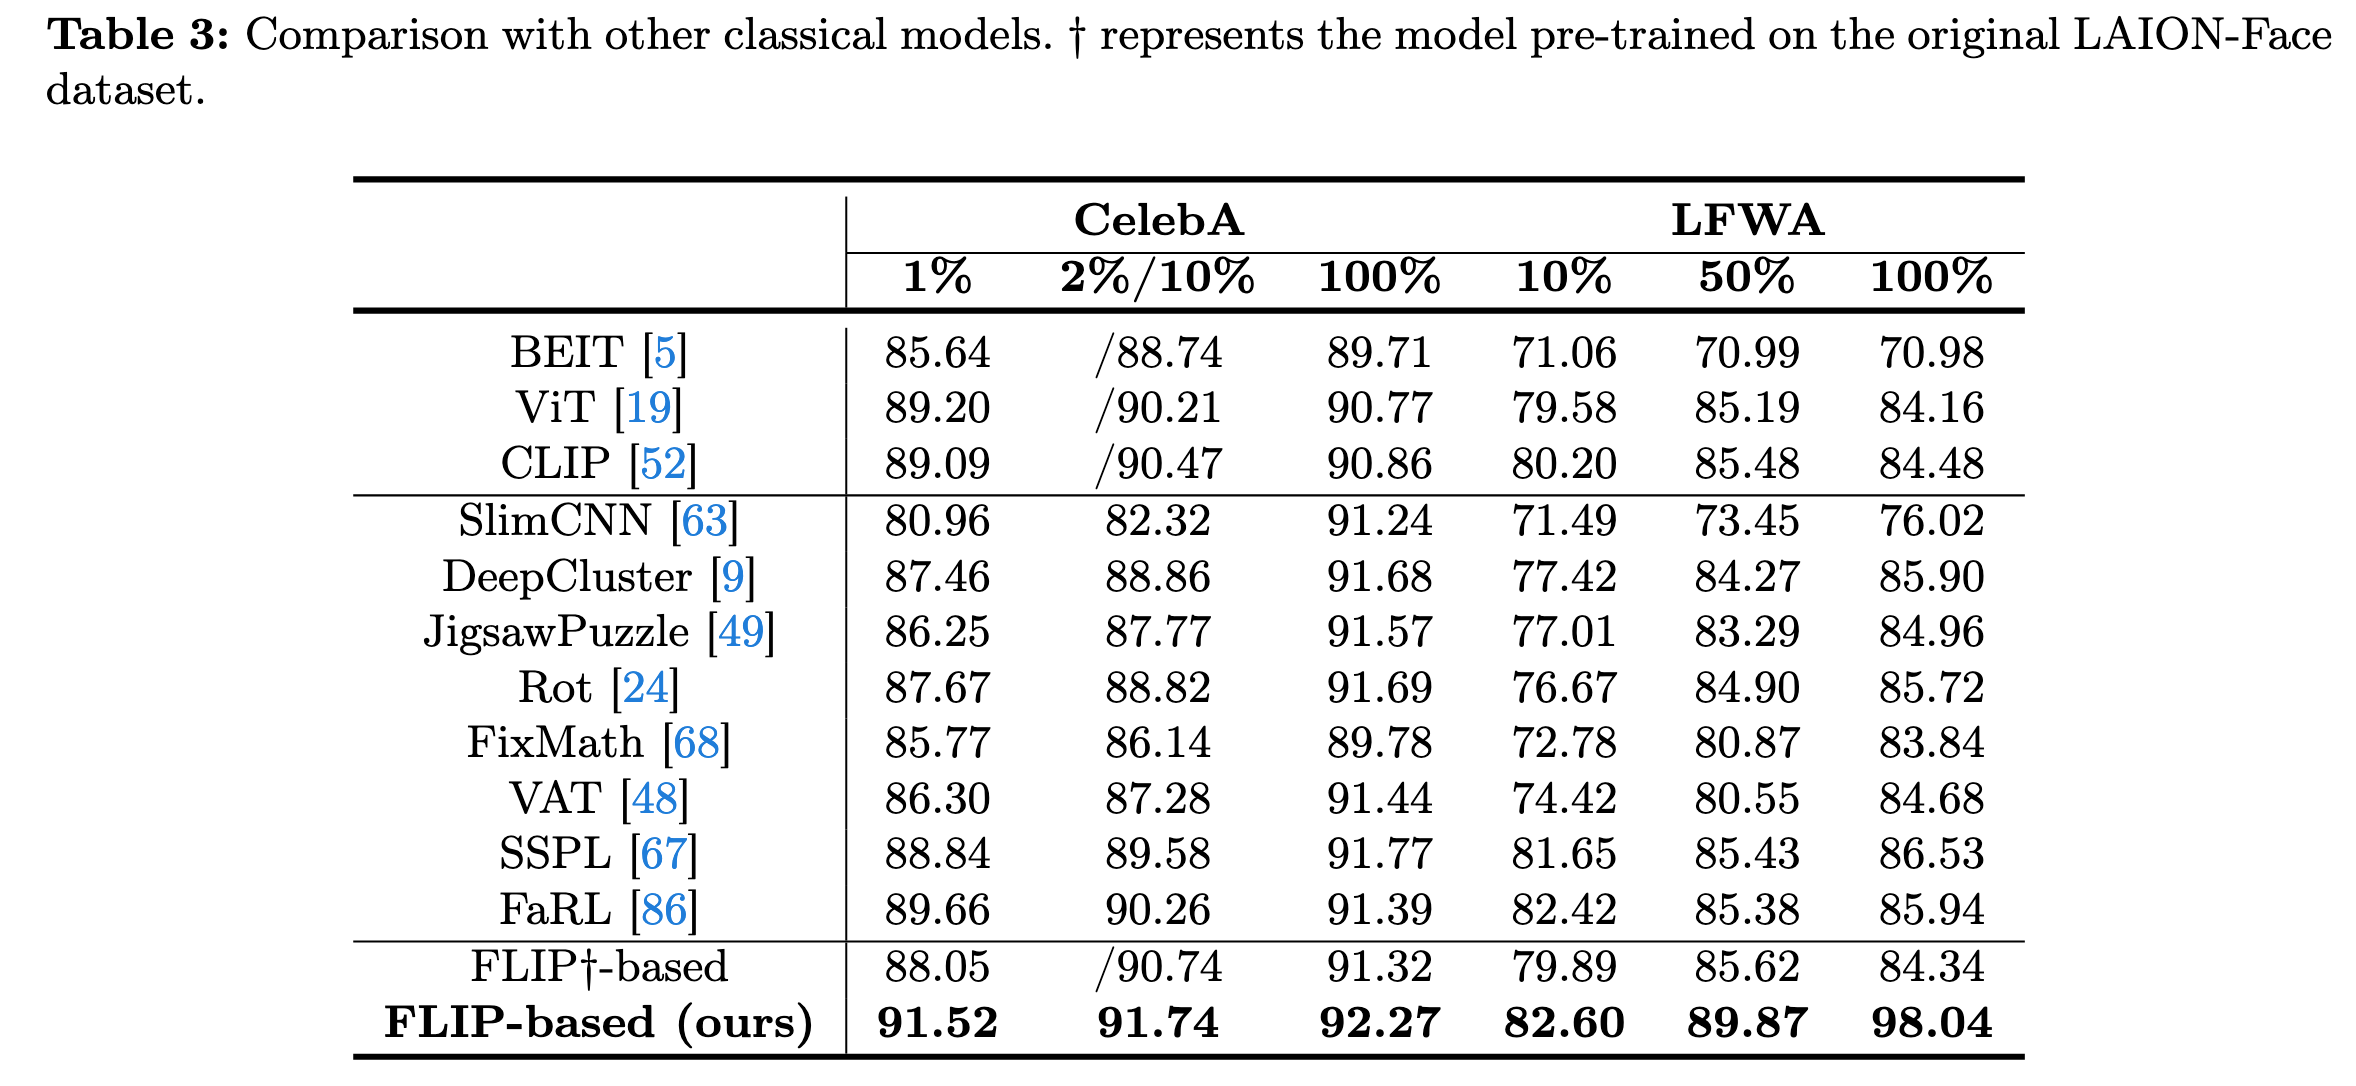 Table 3: Comparison with other classical models. † represents the model pre-trained on the original LAION-Face
dataset.
CelebA LFWA
1% 2%/10% 100% 10% 50% 100%
BEIT [5] 85.64 /88.74 89.71 71.06 70.99 70.98
ViT [19] 89.20 /90.21 90.77 79.58 85.19 84.16
CLIP [52] 89.09 /90.47 90.86 80.20 85.48 84.48
SlimCNN [63] 80.96 82.32 91.24 71.49 73.45 76.02
DeepCluster [9] 87.46 88.86 91.68 77.42 84.27 85.90
JigsawPuzzle [49] 86.25 87.77 91.57 77.01 83.29 84.96
Rot [24] 87.67 88.82 91.69 76.67 84.90 85.72
FixMath [68] 85.77 86.14 89.78 72.78 80.87 83.84
VAT [48] 86.30 87.28 91.44 74.42 80.55 84.68
SSPL [67] 88.84 89.58 91.77 81.65 85.43 86.53
FaRL [86] 89.66 90.26 91.39 82.42 85.38 85.94
FLIP†-based 88.05 /90.74 91.32 79.89 85.62 84.34
FLIP-based (ours) 91.52 91.74 92.27 82.60 89.87 98.04